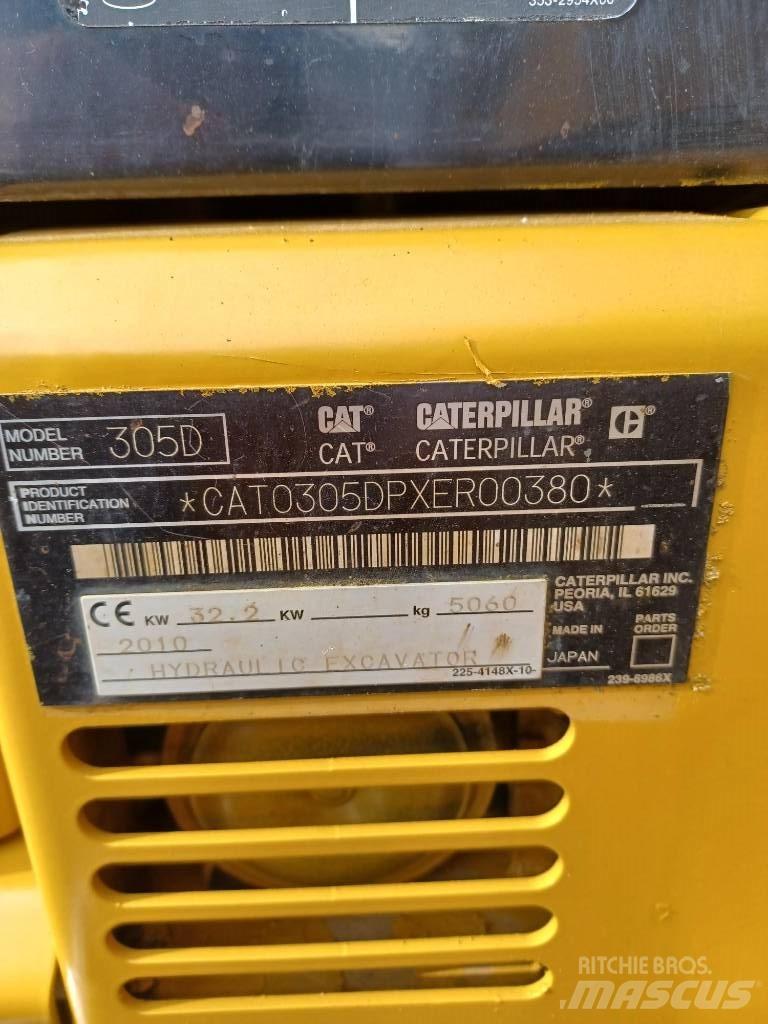 MODEL NUMBER 305D
CAT® CATERPILLAR® C®
CAT® CATERPILLAR®
PRODUCT IDENTIFICATION NUMBER *CAT0305DPXER00380*
CE KW 32.2 KW kg 5060
2010
HYDRAULIC EXCAVATOR
225-4148X-10
CATERPILLAR INC.
PEORIA, IL 61629
USA
MADE IN
JAPAN
PARTS
ORDER
239-6986X
RITCHIE BROS.
MASCUS